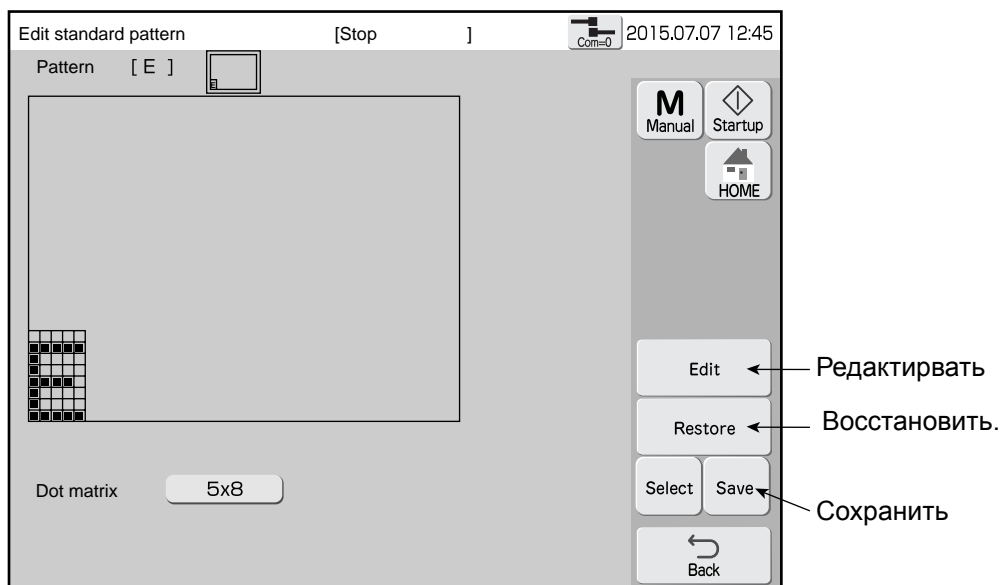 Edit standard pattern [Stop ] Com=0 2015.07.07 12:45
Pattern [ E ] E
M
Manual Startup
HOME
Edit Редактирвать
Restore Восстановить.
Dot matrix 5x8 Select Save
Сохранить
Back